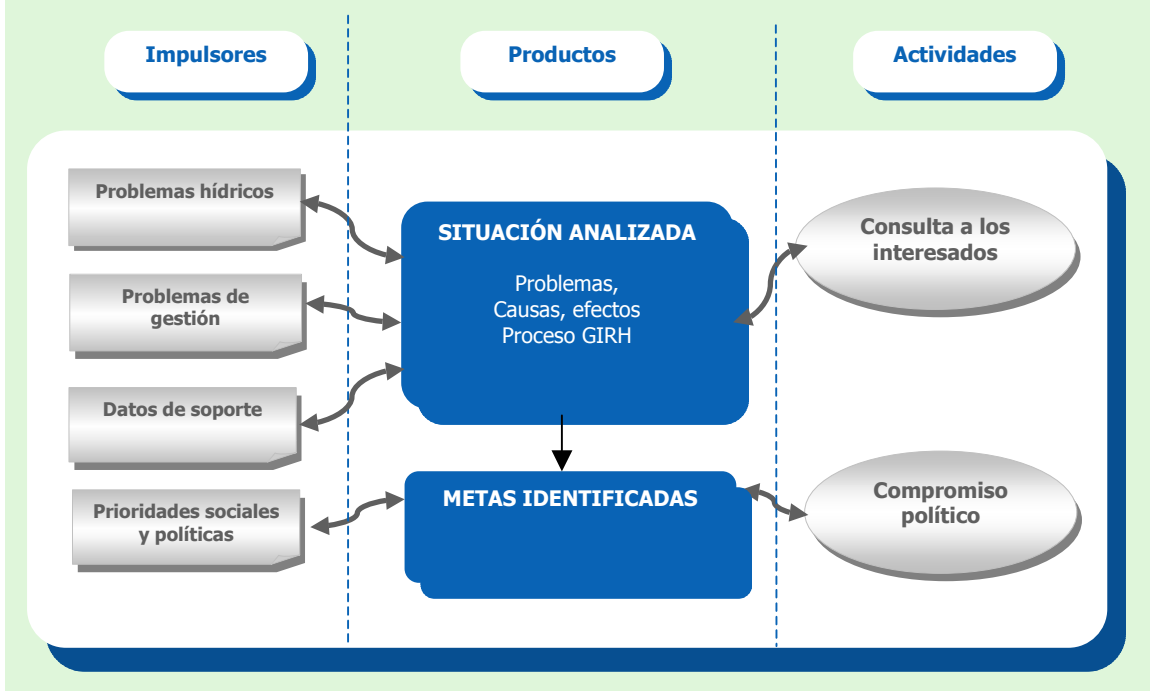 Impulsores
Productos
Actividades
Problemas hídricos
Problemas de
gestión
Datos de soporte
Prioridades sociales
y políticas
SITUACIÓN ANALIZADA
Problemas,
Causas, efectos
Proceso GIRH
METAS IDENTIFICADAS
Consulta a los
interesados
Compromiso
político